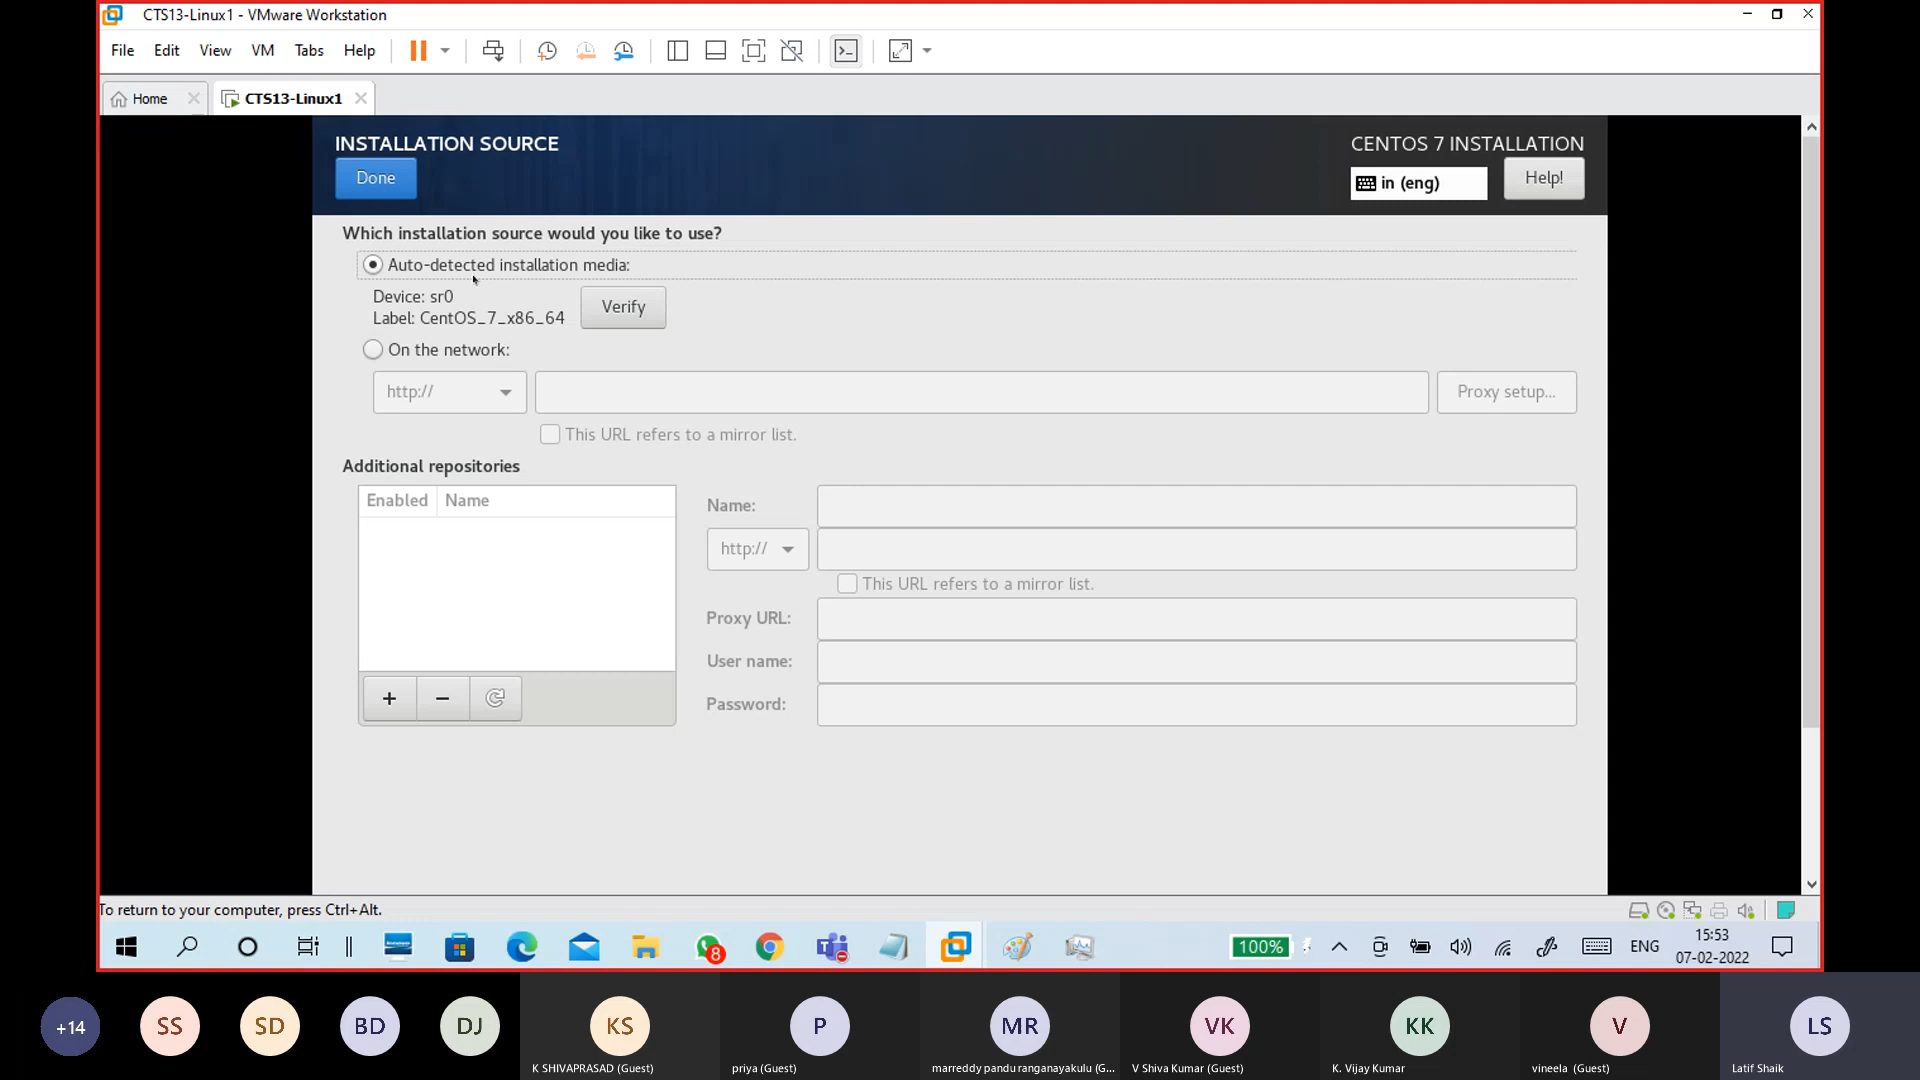 CTS13-Linux1 - VMware Workstation
File Edit View VM Tabs Help
Home CTS13-Linux1
INSTALLATION SOURCE
CENTOS 7 INSTALLATION
Done
in (eng)
Help!
Which installation source would you like to use?
Auto-detected installation media:
Device: sr0
Label: CentOS_7_x86_64
Verify
On the network:
http://
Proxy setup...
This URL refers to a mirror list.
Additional repositories
Enabled Name
Name:
http://
This URL refers to a mirror list.
Proxy URL:
User name:
Password:
To return to your computer, press Ctrl+Alt.
8
100%
ENG
15:53
07-02-2022
+14
SS
SD
BD
DJ
KS
P
MR
VK
KK
V
LS
K SHIVAPRASAD (Guest)
priya (Guest)
marreddy pandu ranganayakulu (G...
V Shiva Kumar (Guest)
K. Vijay Kumar
vineela (Guest)
Latif Shaik